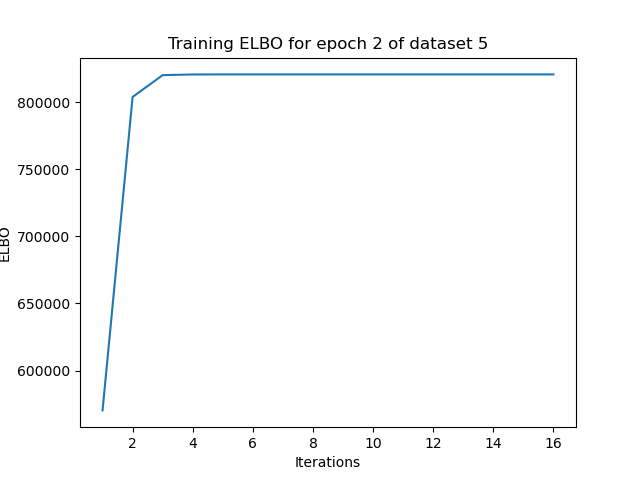 Training ELBO for epoch 2 of dataset 5
ELBO
800000
750000
700000
650000
600000
2 4 6 8 10 12 14 16
Iterations